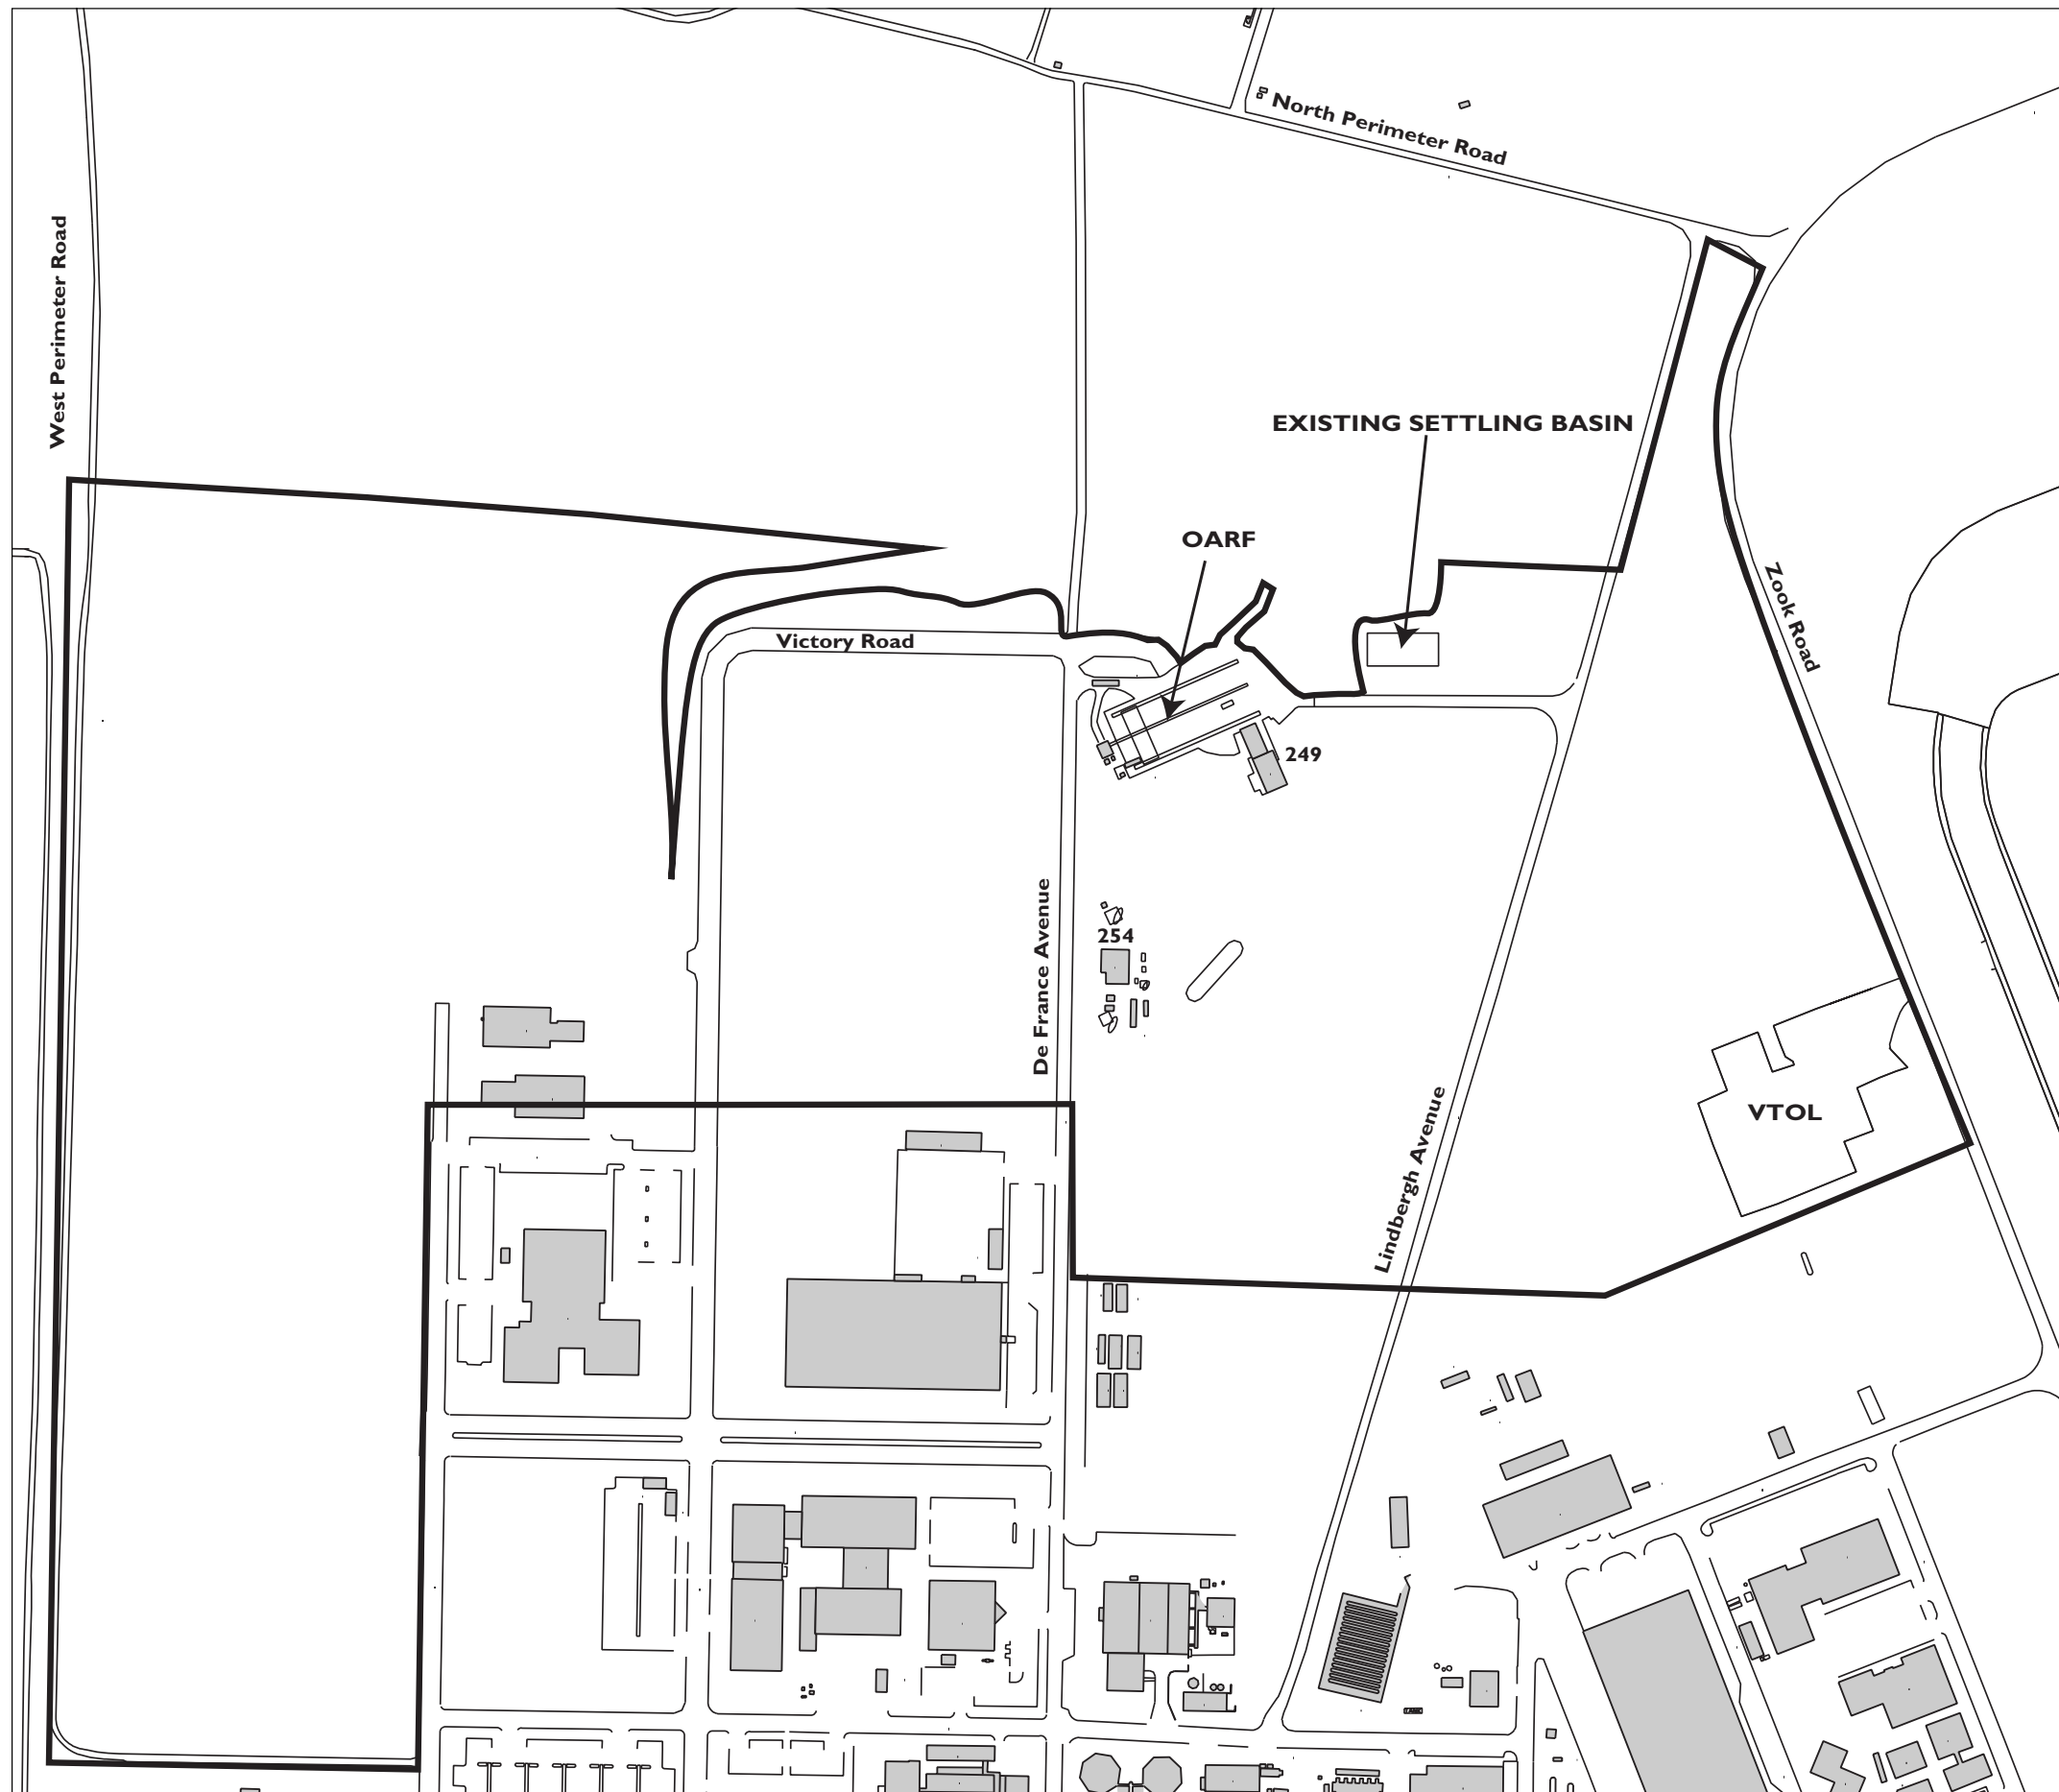 North Perimeter Road
West Perimeter Road
EXISTING SETTLING BASIN
OARF
Zook Road
Victory Road
249
De France Avenue
254
Lindbergh Avenue
VTOL